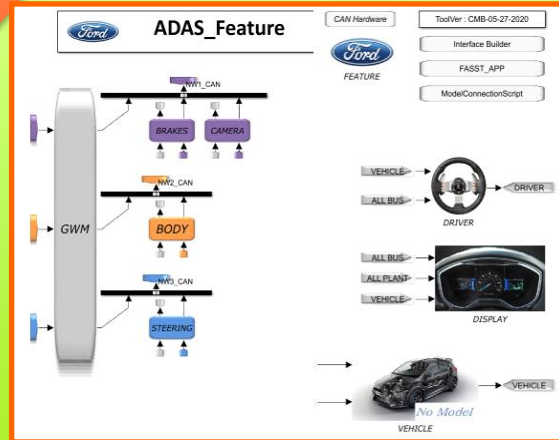 Ford
ADAS_Feature
CAN Hardware
Ford
FEATURE
ToolVer : CMB-05-27-2020
Interface Builder
FASST_APP
ModelConnectionScript
NW1_CAN
BRAKES
CAMERA
NW2_CAN
BODY
GWM
NW3_CAN
STEERING
VEHICLE
ALL BUS
DRIVER
DRIVER
ALL BUS
ALL PLANT
VEHICLE
DISPLAY
VEHICLE
No Model
VEHICLE